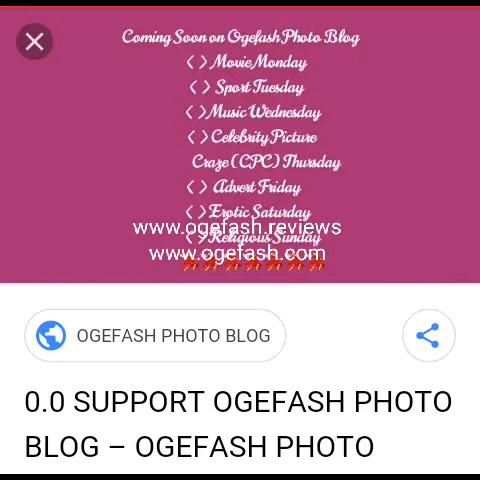 Coming Soon on Ogefash Photo Blog
<> Movie Monday
<> Sport Tuesday
<> Music Wednesday
<> Celebrity Picture
Craze (CPC) Thursday
<> Advert Friday
<> Erotic Saturday
www.ogefash.reviews
<> Religious Sunday
www.ogefash.com
OGEFASH PHOTO BLOG
0.0 SUPPORT OGEFASH PHOTO
BLOG – OGEFASH PHOTO